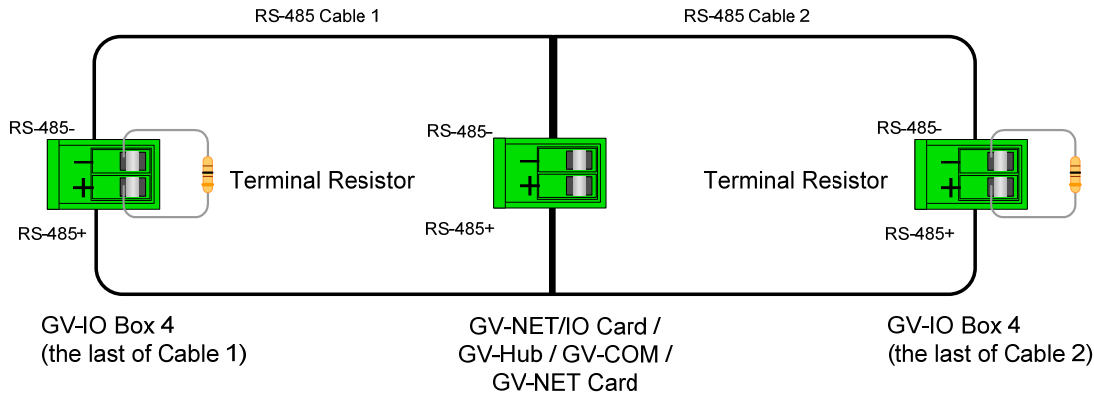 RS-485 Cable 1
RS-485 Cable 2
RS-485-
RS-485-
RS-485-
−
+
−
+
−
+
Terminal Resistor
Terminal Resistor
RS-485+
RS-485+
RS-485+
GV-IO Box 4
(the last of Cable 1)
GV-NET/IO Card /
GV-Hub / GV-COM /
GV-NET Card
GV-IO Box 4
(the last of Cable 2)